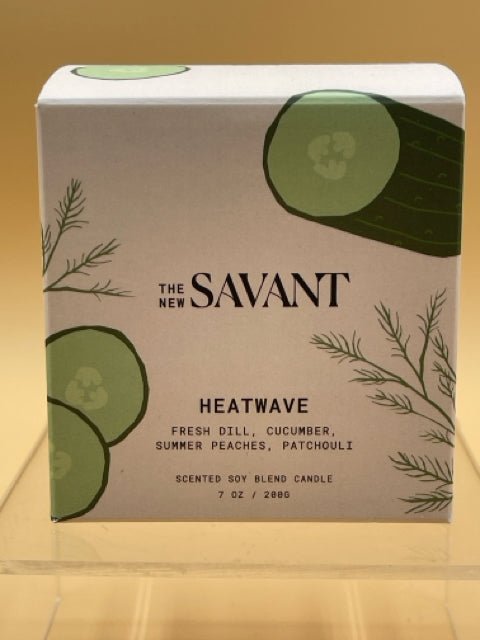 THE NEW SAVANT
HEATWAVE
FRESH DILL, CUCUMBER,
SUMMER PEACHES, PATCHOULI
SCENTED SOY BLEND CANDLE
7 OZ / 200G